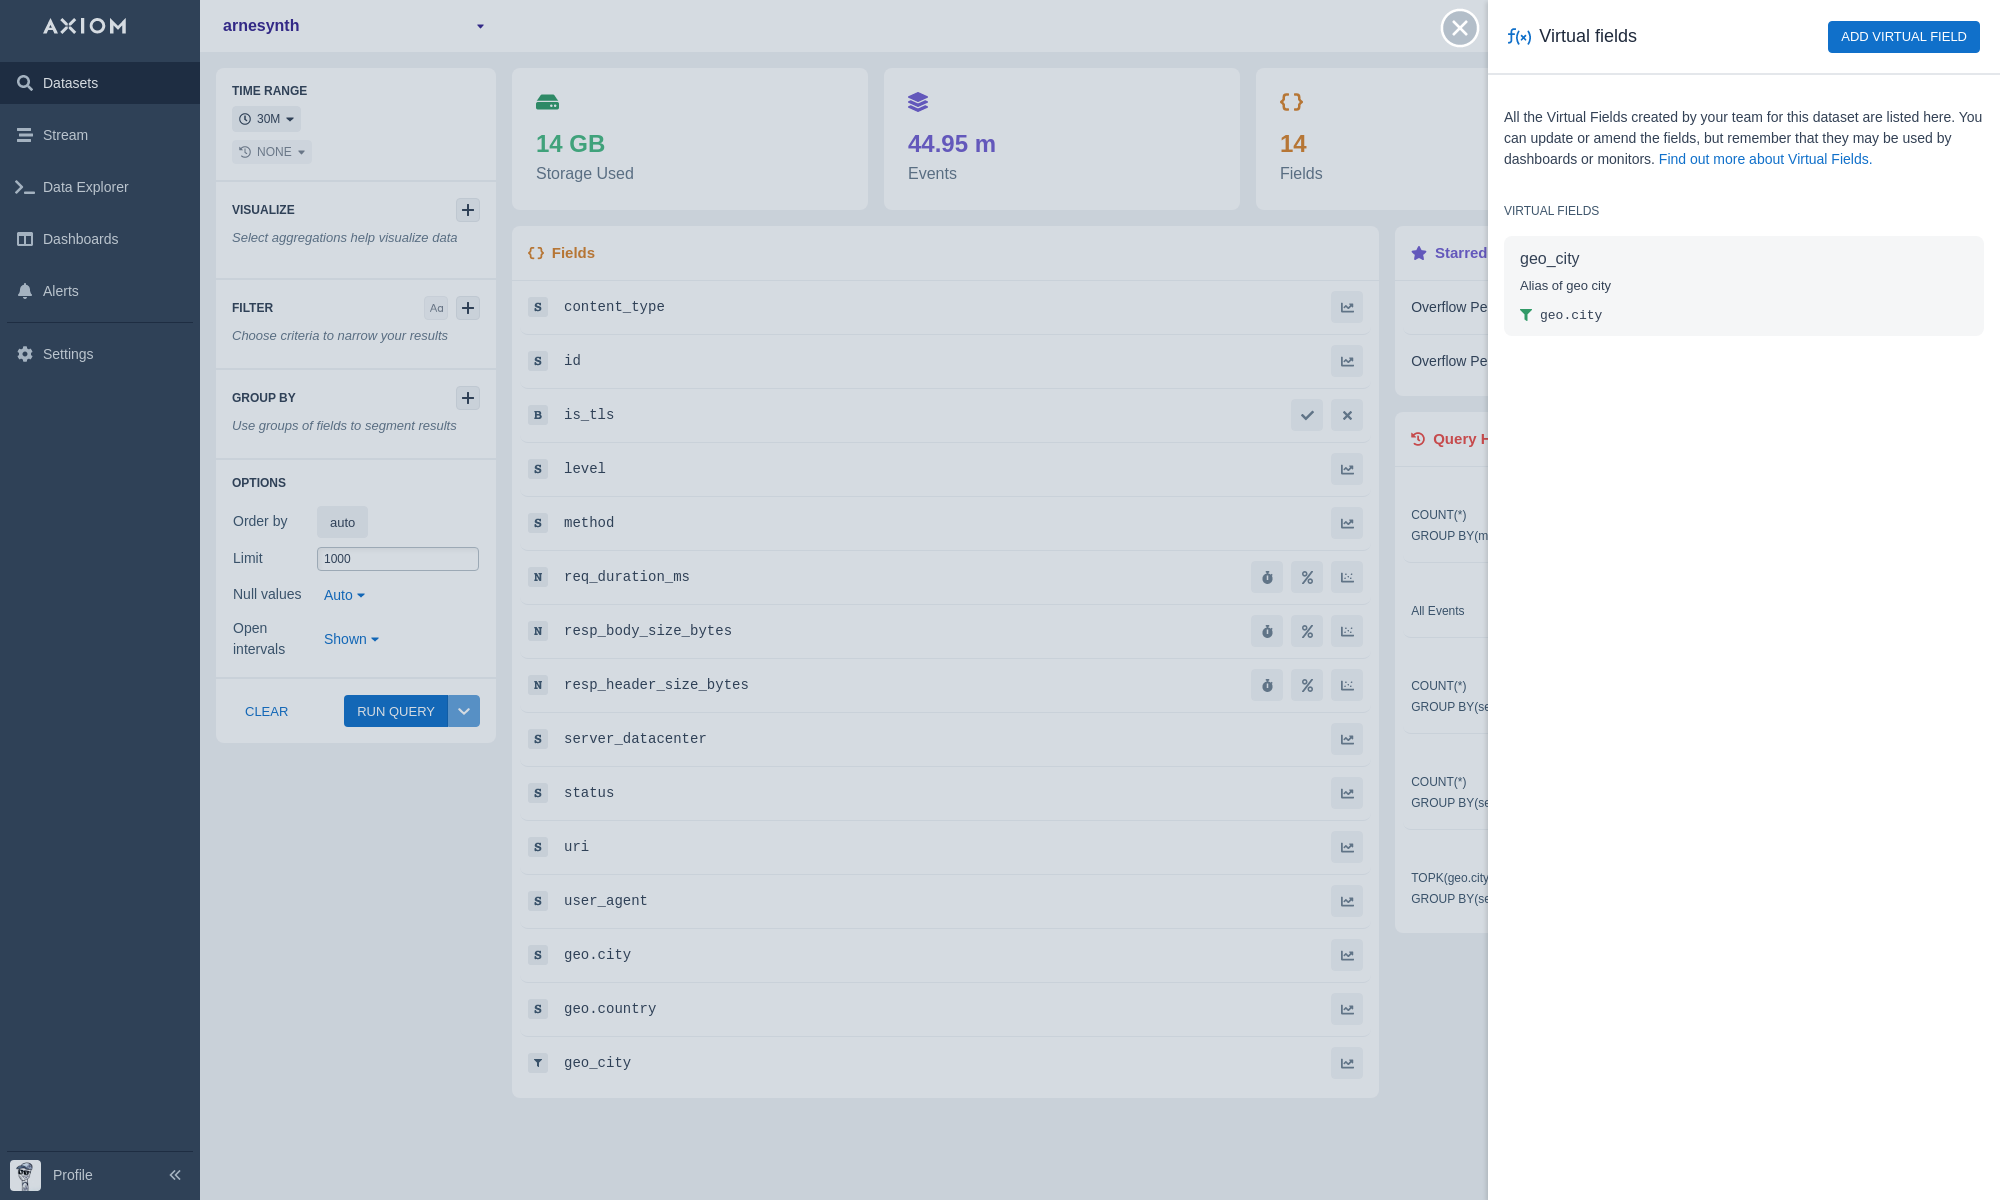 AXIOM
Datasets
Stream
Data Explorer
Dashboards
Alerts
Settings
Profile
arnesynth
TIME RANGE
30M
NONE
VISUALIZE
Select aggregations help visualize data
FILTER
Aa
Choose criteria to narrow your results
GROUP BY
Use groups of fields to segment results
OPTIONS
Order by auto
Limit 1000
Null values Auto
Open intervals Shown
CLEAR
RUN QUERY
14 GB
Storage Used
44.95 m
Events
14
Fields
{} Fields
S content_type
S id
B is_tls
S level
S method
N req_duration_ms
N resp_body_size_bytes
N resp_header_size_bytes
S server_datacenter
S status
S uri
S user_agent
S geo.city
S geo.country
geo_city
Starred
Overflow Pe
Overflow Pe
Query H
COUNT(*)
GROUP BY(m
All Events
COUNT(*)
GROUP BY(se
COUNT(*)
GROUP BY(se
TOPK(geo.city
GROUP BY(se
f(x) Virtual fields
ADD VIRTUAL FIELD
All the Virtual Fields created by your team for this dataset are listed here. You
can update or amend the fields, but remember that they may be used by
dashboards or monitors. Find out more about Virtual Fields.
VIRTUAL FIELDS
geo_city
Alias of geo city
geo.city